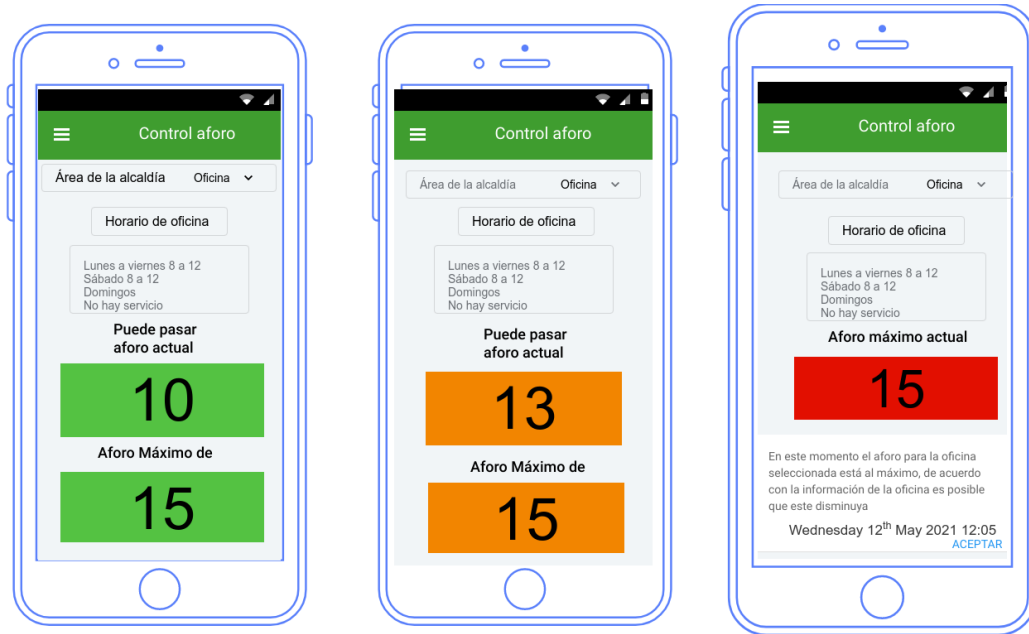 Control aforo
Área de la alcaldía Oficina
Horario de oficina
Lunes a viernes 8 a 12
Sábado 8 a 12
Domingos
No hay servicio
Puede pasar
aforo actual
10
Aforo Máximo de
15
Control aforo
Área de la alcaldía Oficina
Horario de oficina
Lunes a viernes 8 a 12
Sábado 8 a 12
Domingos
No hay servicio
Puede pasar
aforo actual
13
Aforo Máximo de
15
Control aforo
Área de la alcaldía Oficina
Horario de oficina
Lunes a viernes 8 a 12
Sábado 8 a 12
Domingos
No hay servicio
Aforo máximo actual
15
En este momento el aforo para la oficina
seleccionada está al máximo, de acuerdo
con la información de la oficina es posible
que este disminuya
Wednesday 12th May 2021 12:05
ACEPTAR